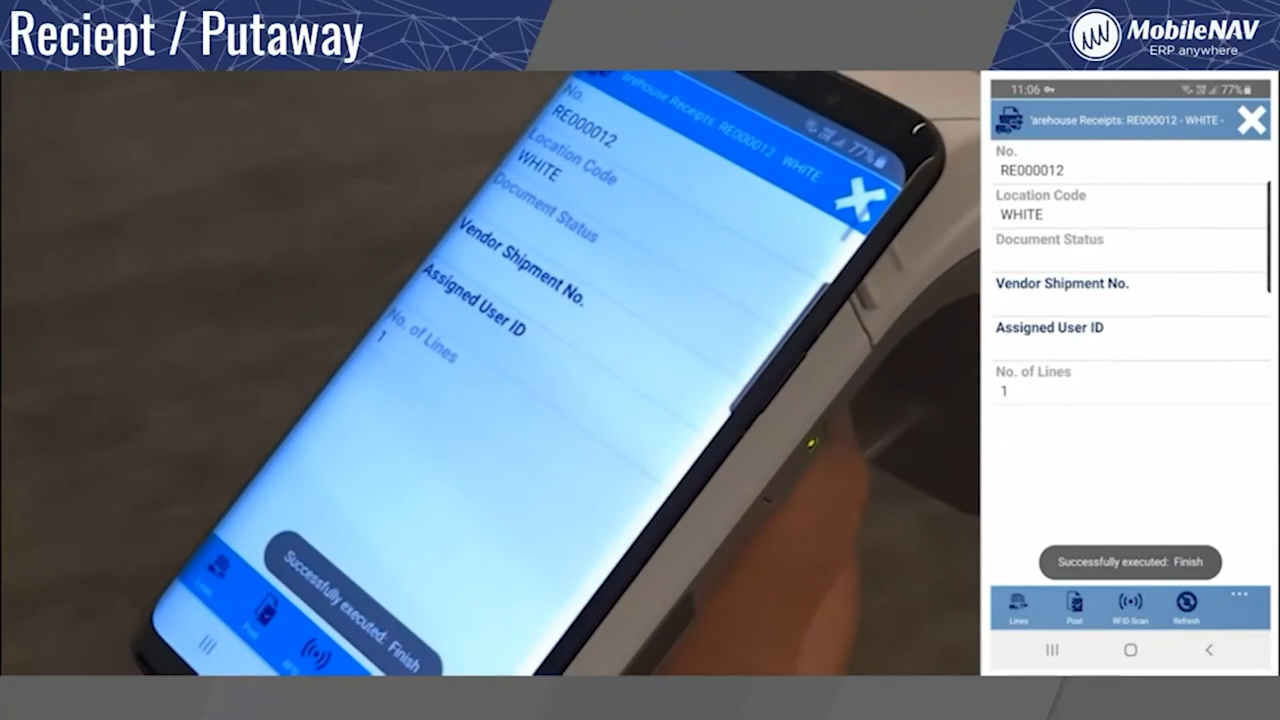 Reciept / Putaway
MobileNAV
ERP anywhere
arehouse Receipts RE000012 - WHITE
77%
No.
RE000012
Location Code
WHITE
Document Status
Vendor Shipment No.
Assigned User ID
No. of Lines
1
Successfully executed: Finish
Lines
Post
11:06
77%
'arehouse Receipts: RE000012 - WHITE -
No.
RE000012
Location Code
WHITE
Document Status
Vendor Shipment No.
Assigned User ID
No. of Lines
1
Successfully executed: Finish
Lines Post RFID Scan Refresh